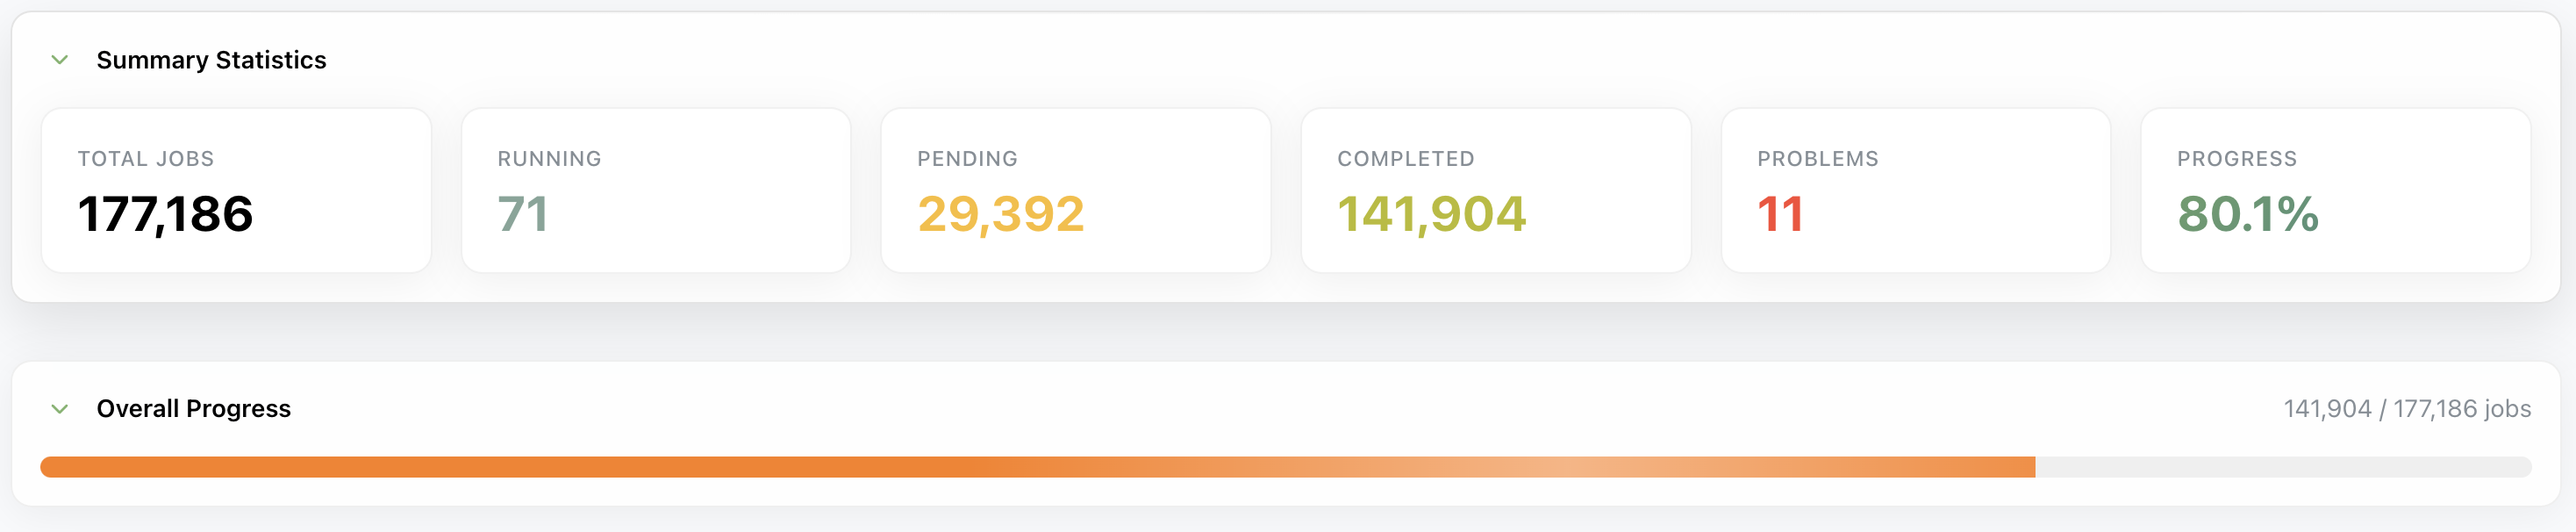 Summary Statistics
TOTAL JOBS
177,186
RUNNING
71
PENDING
29,392
COMPLETED
141,904
PROBLEMS
11
PROGRESS
80.1%
Overall Progress
141,904 / 177,186 jobs